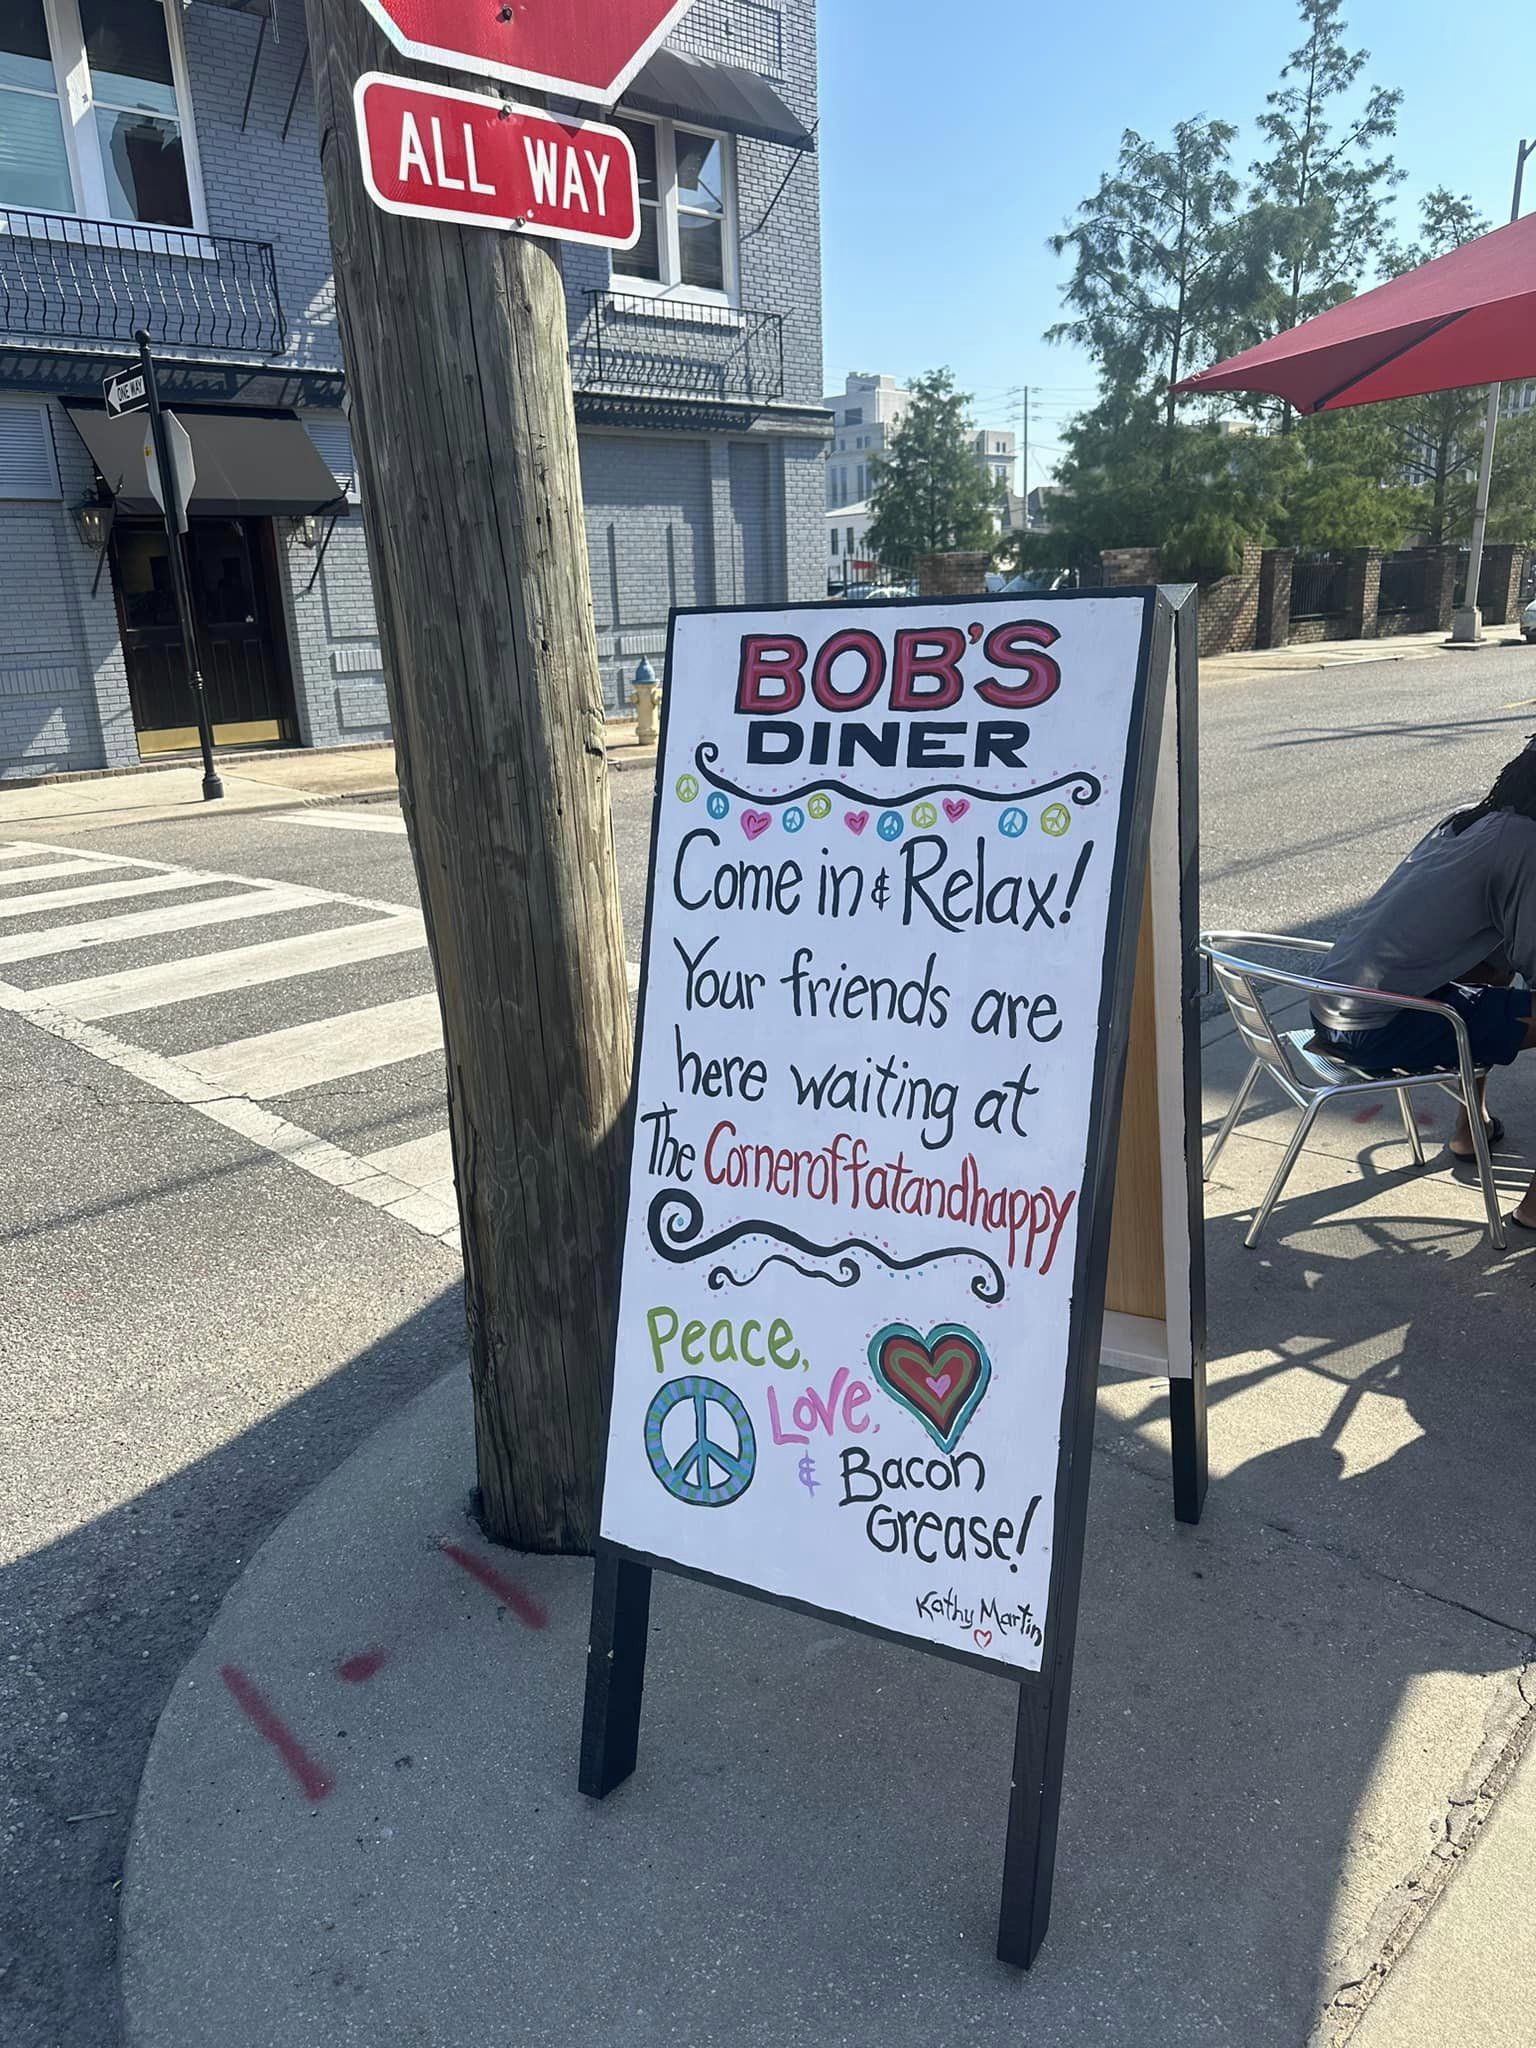 ALL WAY
ONE WAY
BOB'S
DINER
Come in & Relax!
Your friends are
here waiting at
The Corneroffatandhappy
Peace,
Love,
& Bacon
Grease!
Kathy Martin